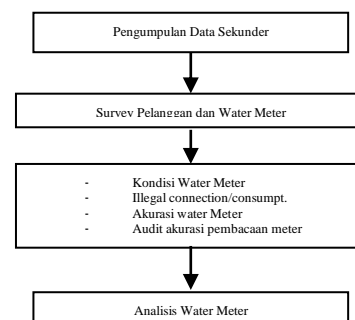 Pengumpulan Data Sekunder
Survey Pelanggan dan Water Meter
- Kondisi Water Meter
- Illegal connection/consumpt.
- Akurasi water Meter
- Audit akurasi pembacaan meter
Analisis Water Meter